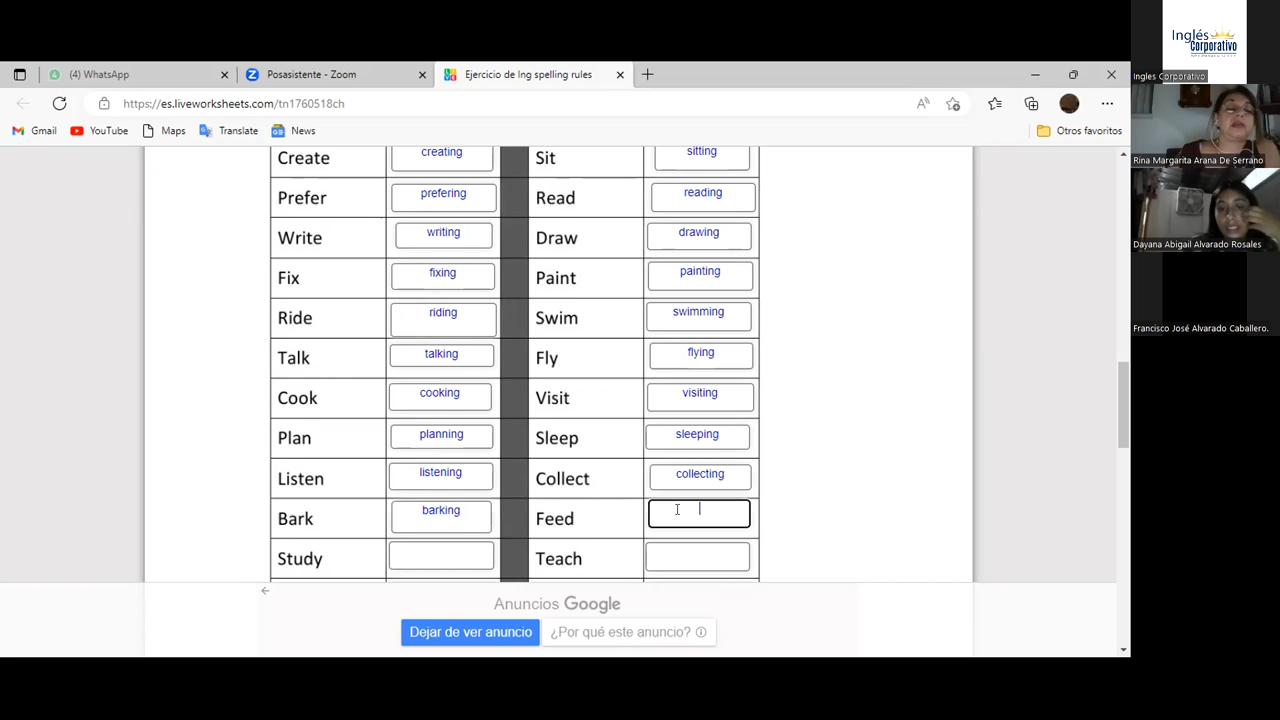 Inglés
Corporativo
Ingles Corporativo
(4) WhatsApp
Posasistente - Zoom
Ejercicio de Ing spelling rules
https://es.liveworksheets.com/tn1760518ch
Gmail
YouTube
Maps
Translate
News
Otros favoritos
Rina Margarita Arana De Serrano
Dayana Abigail Alvarado Rosales
Francisco José Alvarado Caballero.
Create creating Sit sitting
Prefer prefering Read reading
Write writing Draw drawing
Fix fixing Paint painting
Ride riding Swim swimming
Talk talking Fly flying
Cook cooking Visit visiting
Plan planning Sleep sleeping
Listen listening Collect collecting
Bark barking Feed
Study Teach
Anuncios Google
Dejar de ver anuncio
¿Por qué este anuncio?